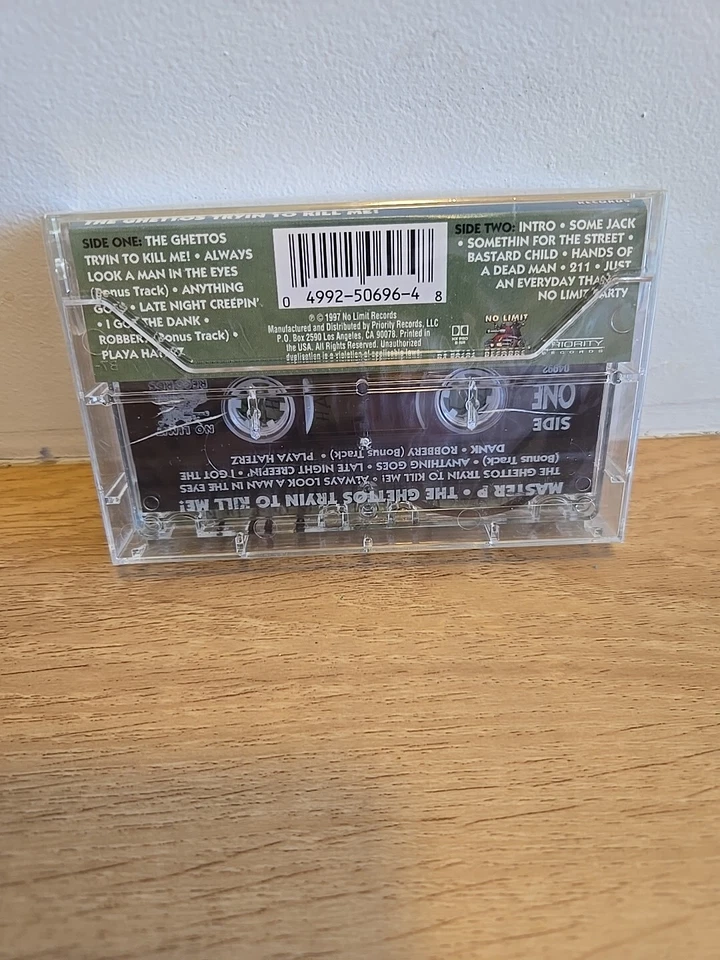 THE GHETTOS TRYIN TO KILL ME!
RECORDS
SIDE ONE: THE GHETTOS
TRYIN TO KILL ME! • ALWAYS
LOOK A MAN IN THE EYES
(Bonus Track) • ANYTHING
GOES • LATE NIGHT CREEPIN'
• I GOT THE DANK •
ROBBERY (Bonus Track) •
PLAYA HATERZ
0 4992-50696-4 8
℗ © 1997 No Limit Records
Manufactured and Distributed by Priority Records, LLC
P.O. Box 2590 Los Angeles, CA 90078. Printed in
the USA. All Rights Reserved. Unauthorized
duplication is a violation of applicable laws.
SIDE TWO: INTRO • SOME JACK
• SOMETHIN FOR THE STREET •
BASTARD CHILD • HANDS OF
A DEAD MAN • 211 • JUST
AN EVERYDAY THANG •
NO LIMIT PARTY
NO LIMIT
RECORDS
PRIORITY
RECORDS
MASTER P • THE GHETTOS TRYIN TO KILL ME!
THE GHETTOS TRYIN TO KILL ME! • ALWAYS LOOK A MAN IN THE EYES
(Bonus Track) • ANYTHING GOES • LATE NIGHT CREEPIN' • I GOT THE
DANK • ROBBERY (Bonus Track) • PLAYA HATERZ
SIDE
ONE
NO LIMIT
RECORDS